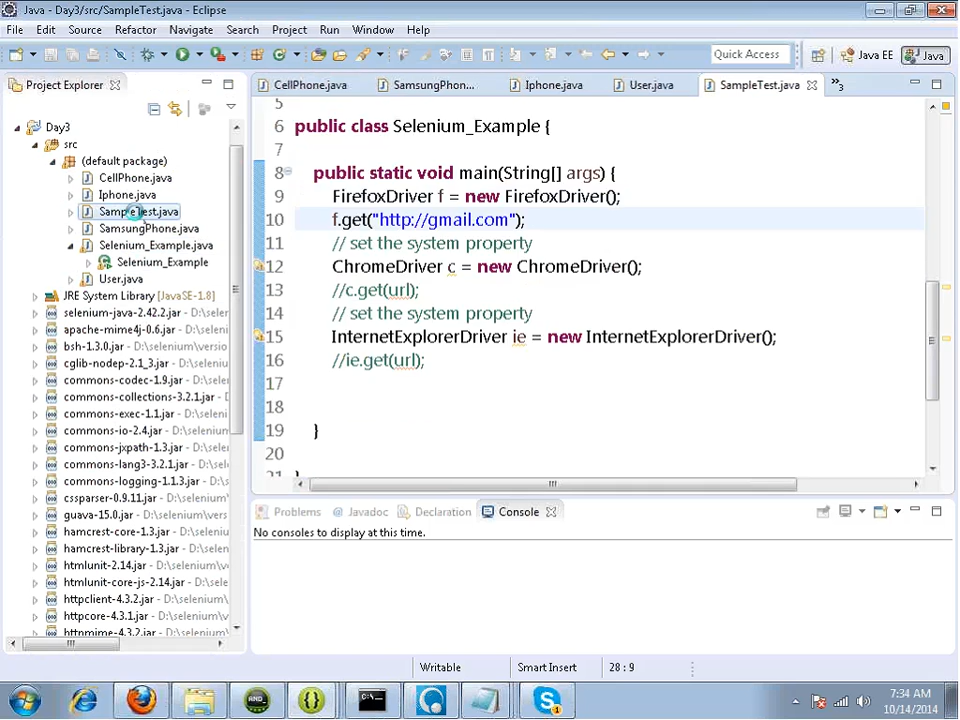 Java - Day3/src/SampleTest.java - Eclipse
File Edit Source Refactor Navigate Search Project Run Window Help
Quick Access Java EE Java
Project Explorer
CellPhone.java SamsungPhon... Iphone.java User.java SampleTest.java »3
Day3
src
(default package)
CellPhone.java
Iphone.java
SampleTest.java
SamsungPhone.java
Selenium_Example.java
Selenium_Example
User.java
JRE System Library [JavaSE-1.8]
selenium-java-2.42.2.jar - D:\
apache-mime4j-0.6.jar - D:\s
bsh-1.3.0.jar - D:\selenium\versio
cglib-nodep-2.1_3.jar - D:\sele
commons-codec-1.9.jar - D:\se
commons-collections-3.2.1.jar
commons-exec-1.1.jar - D:\sele
commons-io-2.4.jar - D:\selen
commons-jxpath-1.3.jar - D:\s
commons-lang3-3.2.1.jar - D:\
commons-logging-1.1.3.jar - D
cssparser-0.9.11.jar - D:\seleni
guava-15.0.jar - D:\selenium\vers
hamcrest-core-1.3.jar - D:\sele
hamcrest-library-1.3.jar - D:\s
htmlunit-2.14.jar - D:\seleniur
htmlunit-core-js-2.14.jar - D:\
httpclient-4.3.2.jar - D:\seleni
httpcore-4.3.1.jar - D:\seleniu
httpmime-4.3.2.jar - D:\seleni
5
6 public class Selenium_Example {
7
8 public static void main(String[] args) {
9 FirefoxDriver f = new FirefoxDriver();
10 f.get("http://gmail.com");
11 // set the system property
12 ChromeDriver c = new ChromeDriver();
13 //c.get(url);
14 // set the system property
15 InternetExplorerDriver ie = new InternetExplorerDriver();
16 //ie.get(url);
17
18
19 }
20
21 }
Problems Javadoc Declaration Console
No consoles to display at this time.
Writable Smart Insert 28 : 9
7:34 AM
10/14/2014